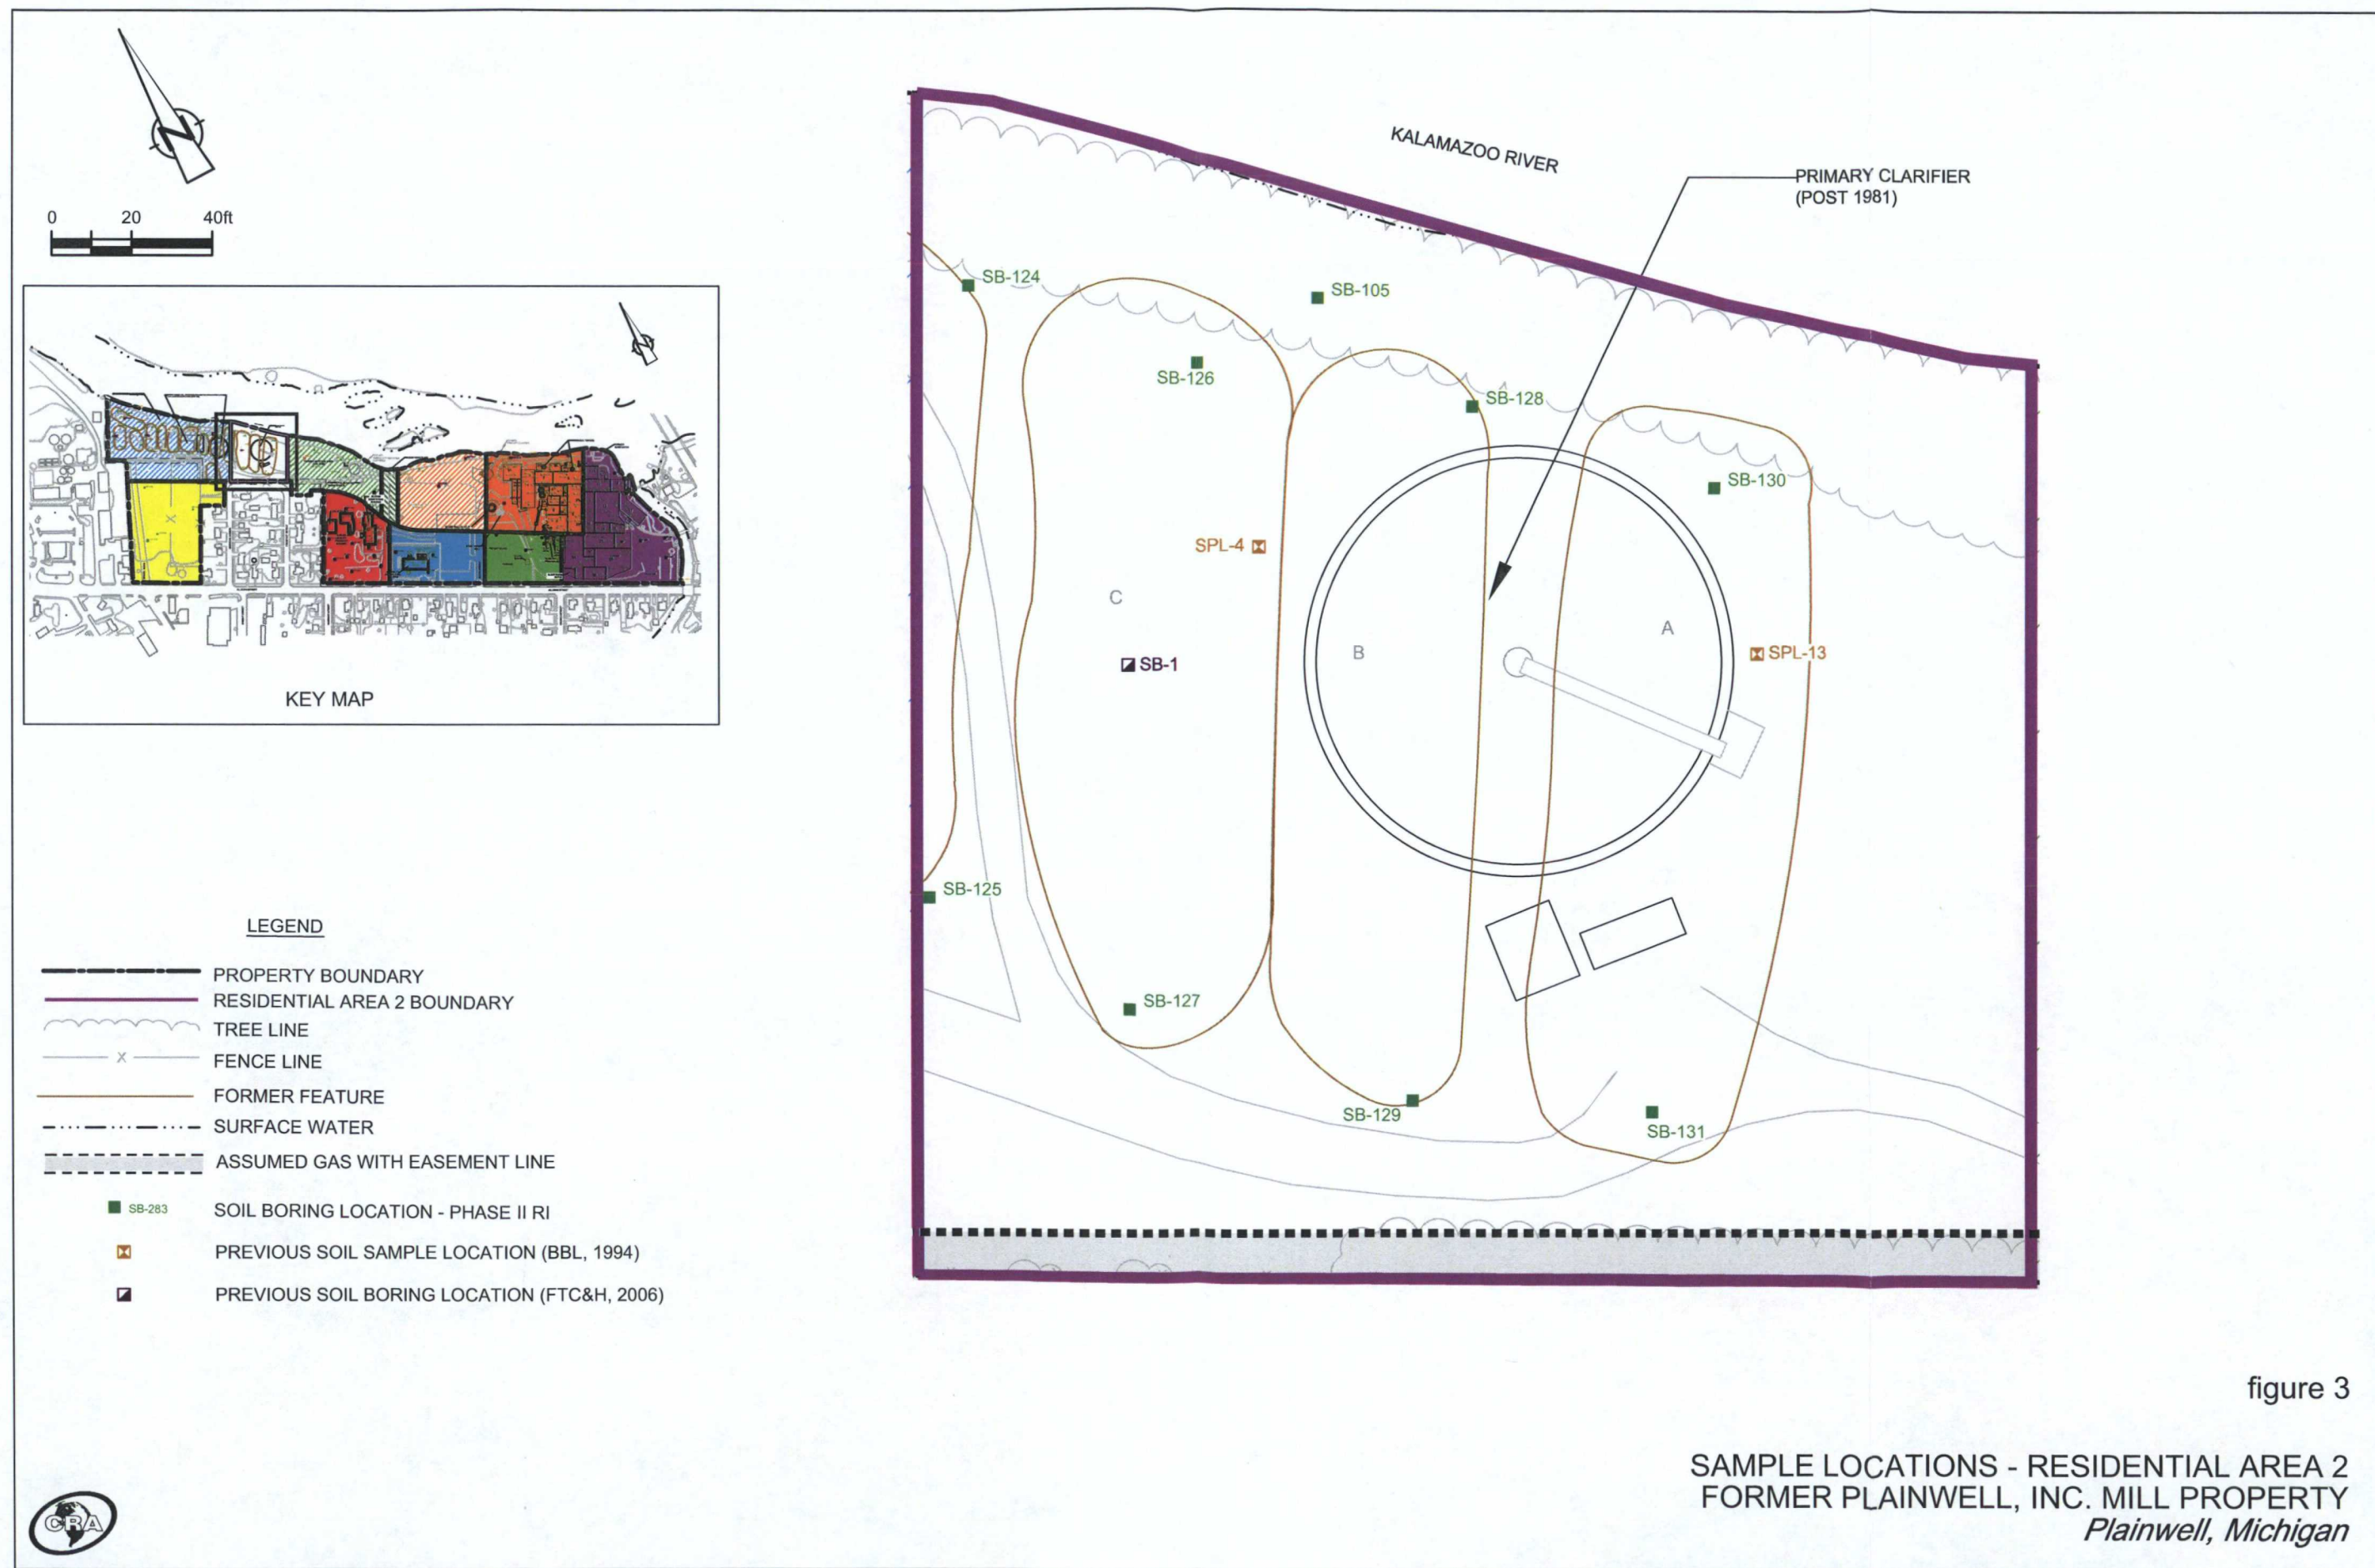 N
0 20 40ft
KEY MAP
LEGEND
PROPERTY BOUNDARY
RESIDENTIAL AREA 2 BOUNDARY
TREE LINE
X FENCE LINE
FORMER FEATURE
SURFACE WATER
ASSUMED GAS WITH EASEMENT LINE
SB-283 SOIL BORING LOCATION - PHASE II RI
PREVIOUS SOIL SAMPLE LOCATION (BBL, 1994)
PREVIOUS SOIL BORING LOCATION (FTC&H, 2006)
CRA
KALAMAZOO RIVER
PRIMARY CLARIFIER
(POST 1981)
SB-124
SB-105
SB-126
SB-128
SB-130
SPL-4
C
A
B
SPL-13
SB-1
SB-125
SB-127
SB-129
SB-131
figure 3
SAMPLE LOCATIONS - RESIDENTIAL AREA 2
FORMER PLAINWELL, INC. MILL PROPERTY
Plainwell, Michigan